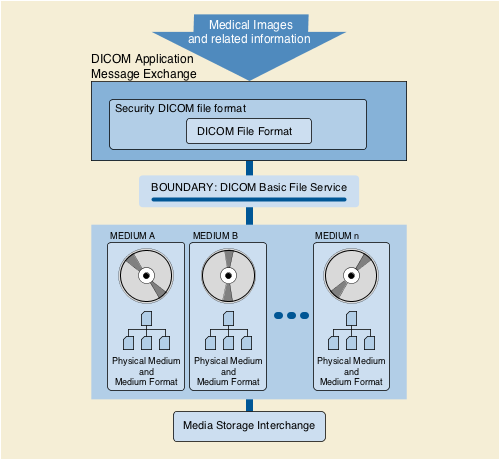 Medical Images
and related information
DICOM Application
Message Exchange
Security DICOM file format
DICOM File Format
BOUNDARY: DICOM Basic File Service
MEDIUM A
MEDIUM B
MEDIUM n
Physical Medium
and
Medium Format
Physical Medium
and
Medium Format
Physical Medium
and
Medium Format
Media Storage Interchange